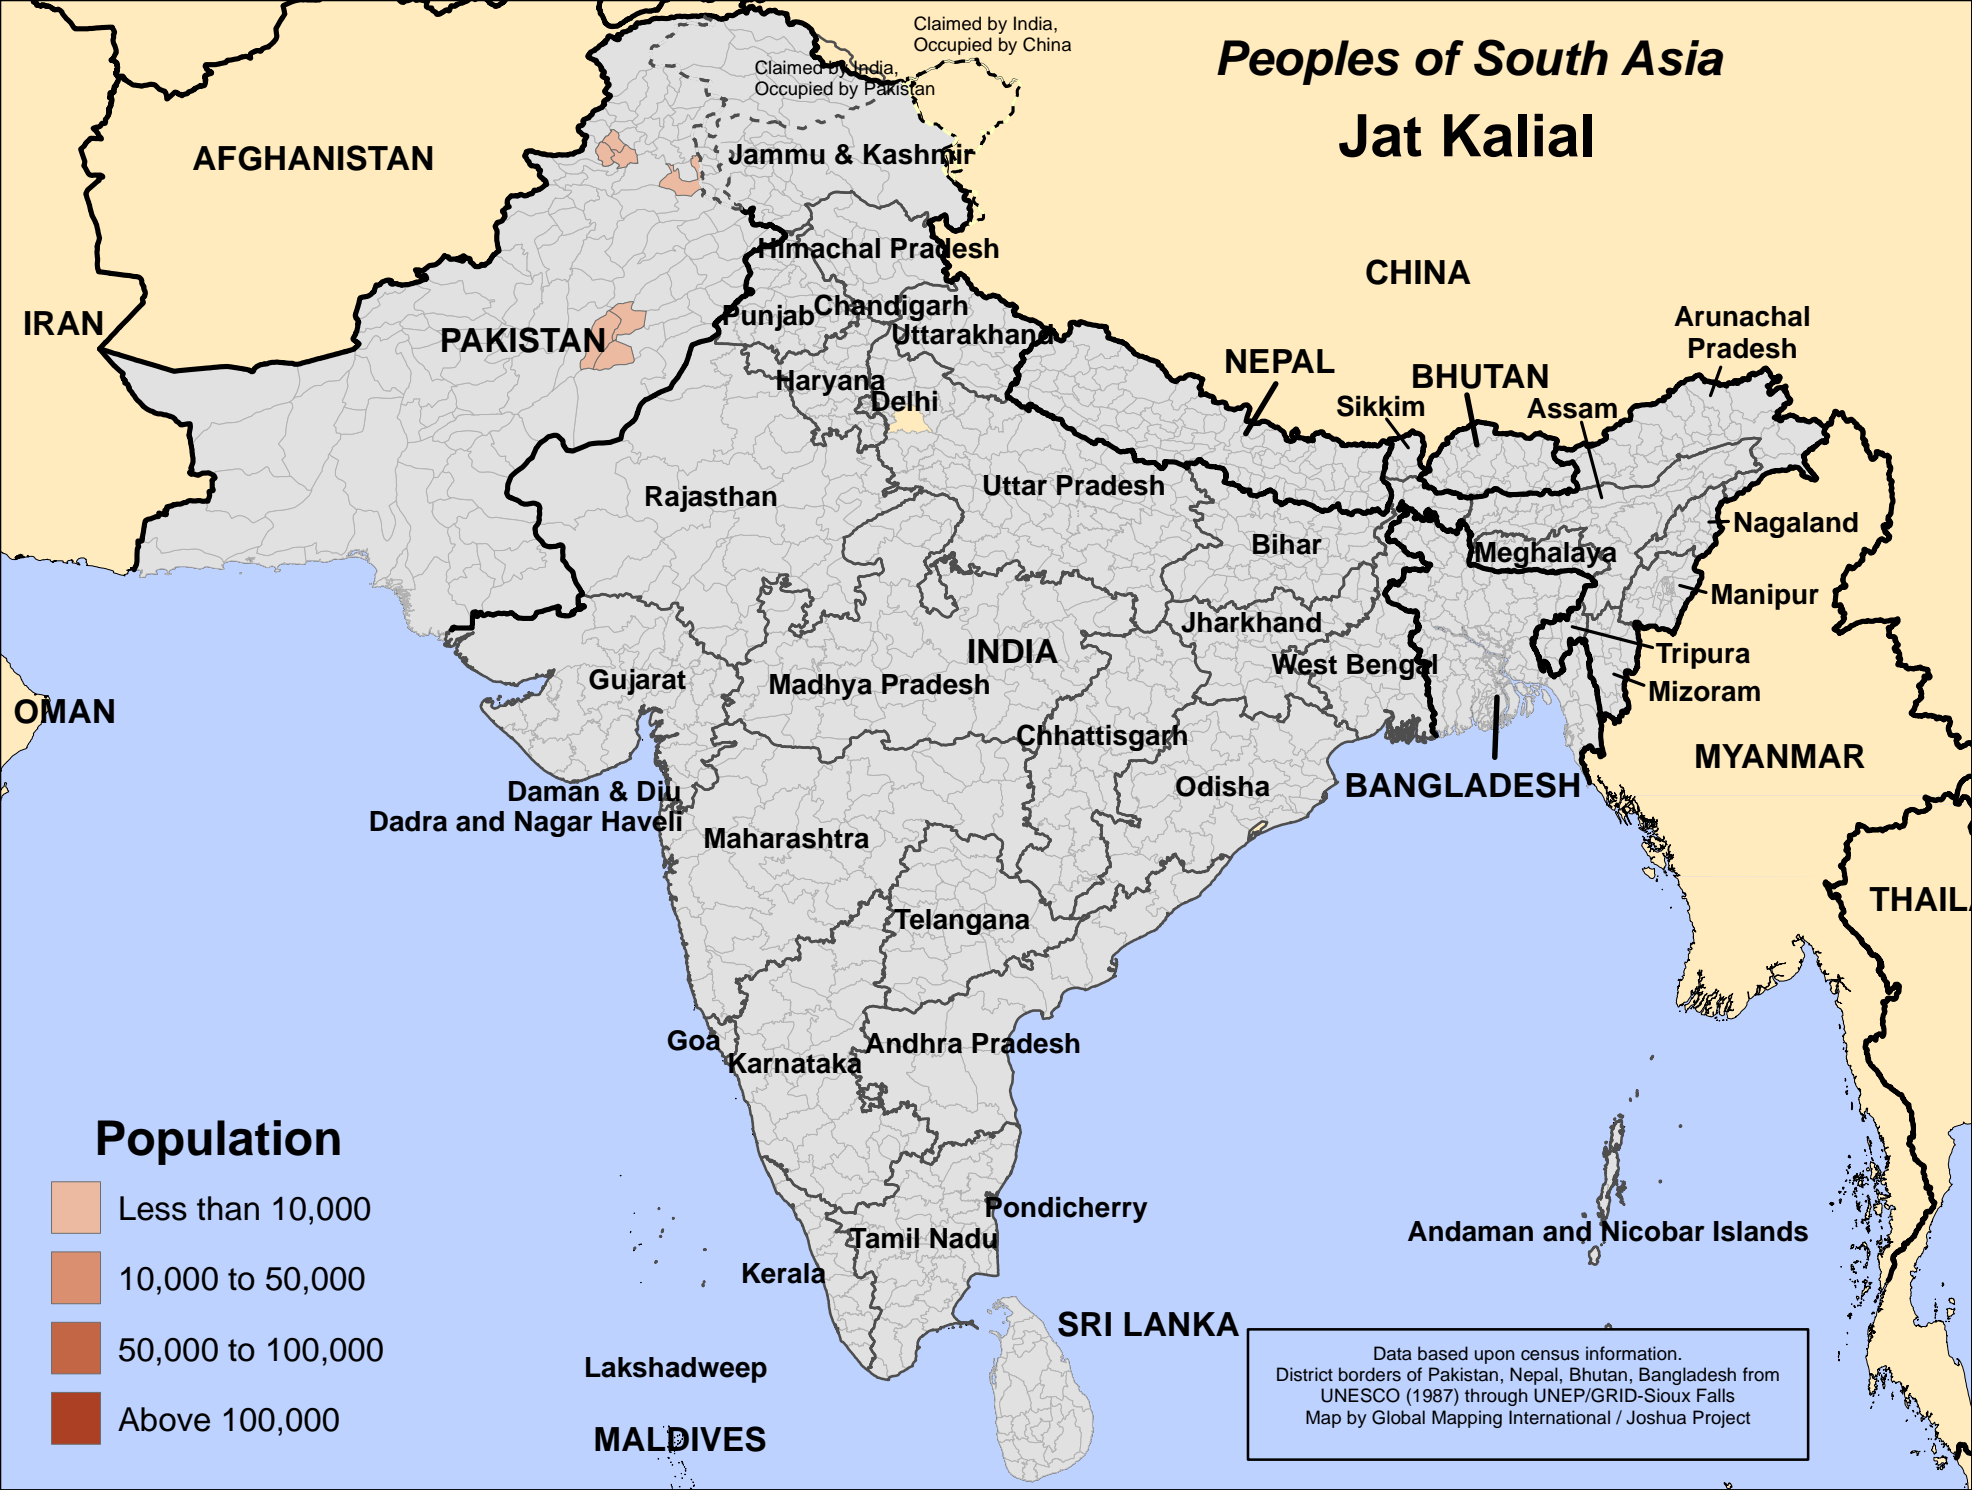 Claimed by India,
Occupied by China
Peoples of South Asia
Claimed by India,
Occupied by Pakistan
Jat Kalial
AFGHANISTAN
Jammu & Kashmir
Himachal Pradesh
CHINA
IRAN
PAKISTAN
Punjab
Chandigarh
Uttarakhand
Arunachal
Pradesh
NEPAL
BHUTAN
Haryana
Delhi
Sikkim
Assam
Rajasthan
Uttar Pradesh
Nagaland
Bihar
Meghalaya
Manipur
Jharkhand
INDIA
Tripura
West Bengal
Gujarat
Madhya Pradesh
Mizoram
OMAN
Chhattisgarh
MYANMAR
Odisha
BANGLADESH
Daman & Diu
Dadra and Nagar Haveli
Maharashtra
THAIL
Telangana
Goa
Karnataka
Andhra Pradesh
Population
Less than 10,000
10,000 to 50,000
50,000 to 100,000
Above 100,000
Pondicherry
Tamil Nadu
Andaman and Nicobar Islands
Kerala
SRI LANKA
Lakshadweep
MALDIVES
Data based upon census information.
District borders of Pakistan, Nepal, Bhutan, Bangladesh from
UNESCO (1987) through UNEP/GRID-Sioux Falls
Map by Global Mapping International / Joshua Project